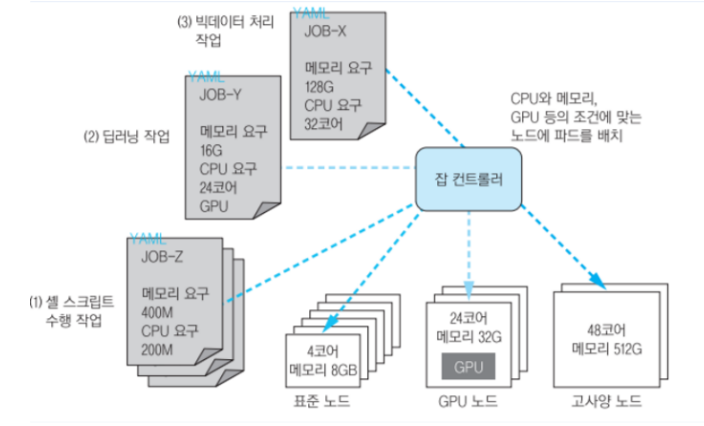 (3) 빅데이터 처리
작업
YAML
JOB-X
메모리 요구
128G
CPU 요구
32코어
YAML
JOB-Y
(2) 딥러닝 작업
메모리 요구
16G
CPU 요구
24코어
GPU
CPU와 메모리,
GPU 등의 조건에 맞는
노드에 파드를 배치
잡 컨트롤러
YAML
JOB-Z
(1) 셸 스크립트
수행 작업
메모리 요구
400M
CPU 요구
200M
4코어
메모리 8GB
표준 노드
24코어
메모리 32G
GPU
GPU 노드
48코어
메모리 512G
고사양 노드